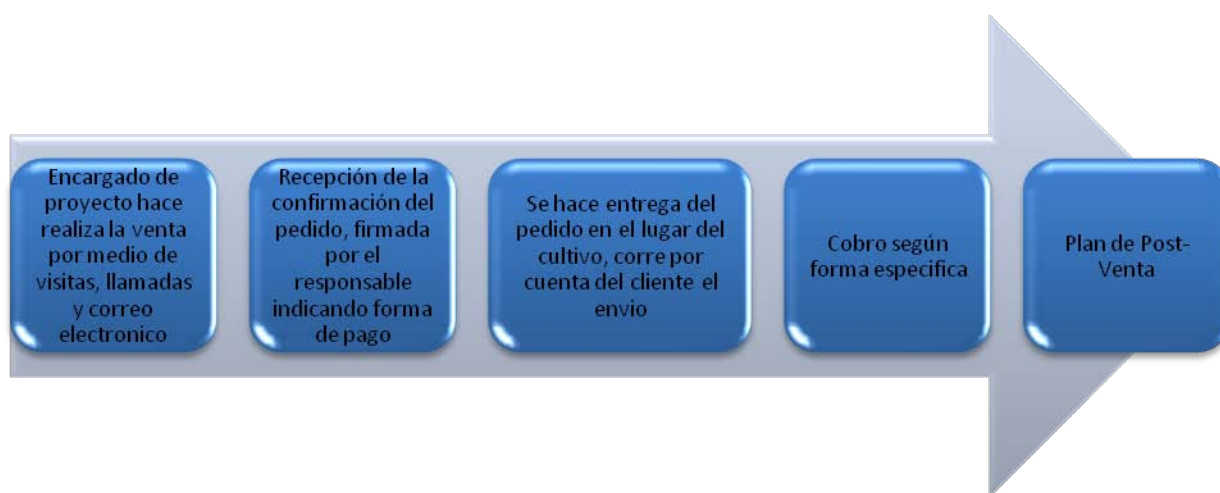 Encargado de
proyecto hace
realiza la venta
por medio de
visitas, llamadas
y correo
electronico
Recepción de la
confirmación del
pedido, firmada
por el
responsable
indicando forma
de pago
Se hace entrega del
pedido en el lugar del
cultivo, corre por
cuenta del cliente el
envio
Cobro según
forma especifica
Plan de Post-
Venta